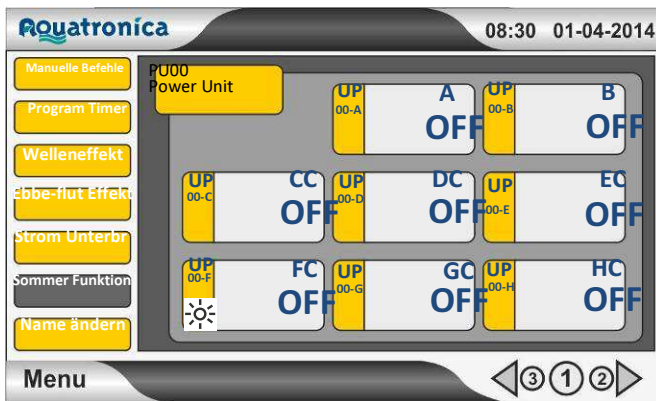 Aquatronica
08:30 01-04-2014
Manuelle Befehle
Program Timer
Welleneffekt
Ebbe-flut Effekt
Strom Unterbr
Sommer Funktion
Name ändern
PU00
Power Unit
UP
00-A
A
OFF
UP
00-B
B
OFF
UP
00-C
CC
OFF
UP
00-D
DC
OFF
UP
00-E
EC
OFF
UP
00-F
FC
OFF
UP
00-G
GC
OFF
UP
00-H
HC
OFF
Menu
3 1 2